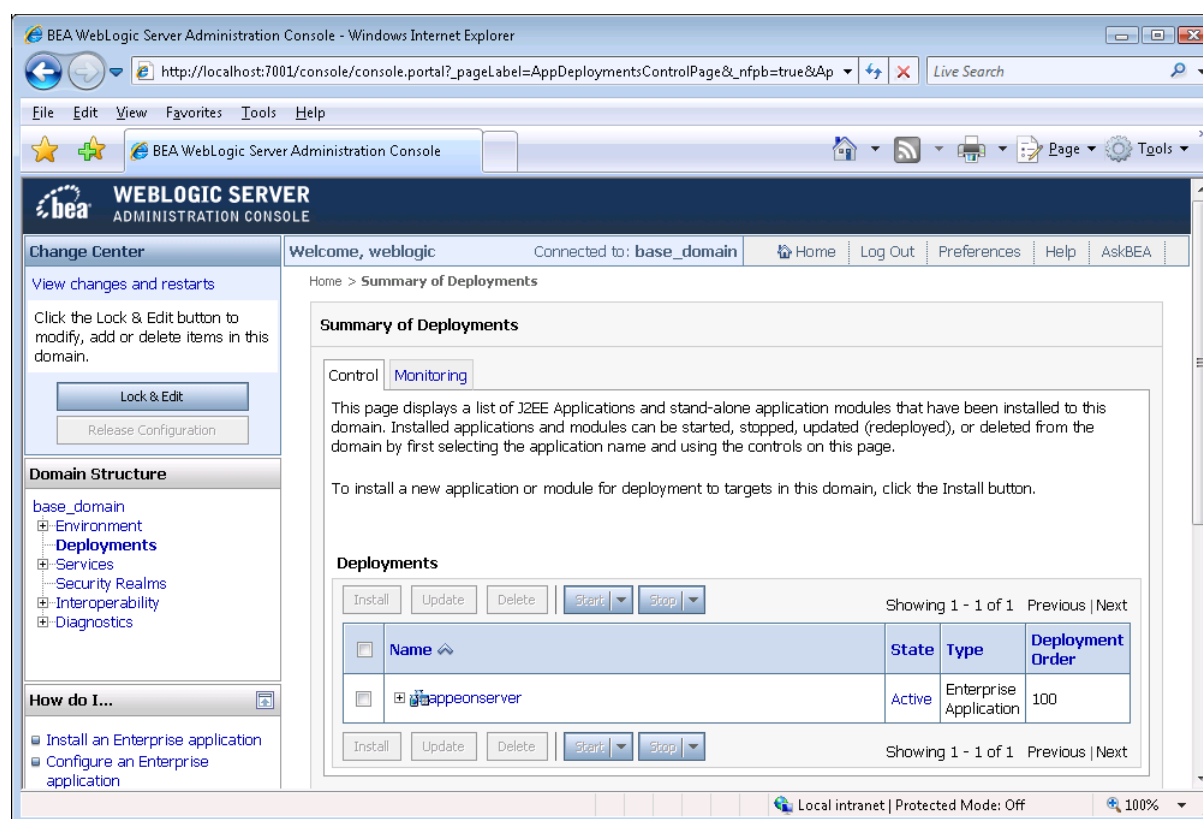 BEA WebLogic Server Administration Console - Windows Internet Explorer
http://localhost:7001/console/console.portal?_pageLabel=AppDeploymentsControlPage&_nfpb=true&Ap
Live Search
File Edit View Favorites Tools Help
BEA WebLogic Server Administration Console
Page Tools
bea WEBLOGIC SERVER
ADMINISTRATION CONSOLE
Change Center
View changes and restarts
Click the Lock & Edit button to
modify, add or delete items in this
domain.
Lock & Edit
Release Configuration
Domain Structure
base_domain
Environment
Deployments
Services
Security Realms
Interoperability
Diagnostics
How do I...
Install an Enterprise application
Configure an Enterprise
application
Welcome, weblogic Connected to: base_domain Home Log Out Preferences Help AskBEA
Home > Summary of Deployments
Summary of Deployments
Control Monitoring
This page displays a list of J2EE Applications and stand-alone application modules that have been installed to this
domain. Installed applications and modules can be started, stopped, updated (redeployed), or deleted from the
domain by first selecting the application name and using the controls on this page.
To install a new application or module for deployment to targets in this domain, click the Install button.
Deployments
Install Update Delete Start Stop Showing 1 - 1 of 1 Previous | Next
Name State Type Deployment
Order
appeonserver Active Enterprise
Application 100
Install Update Delete Start Stop Showing 1 - 1 of 1 Previous | Next
Local intranet | Protected Mode: Off 100%